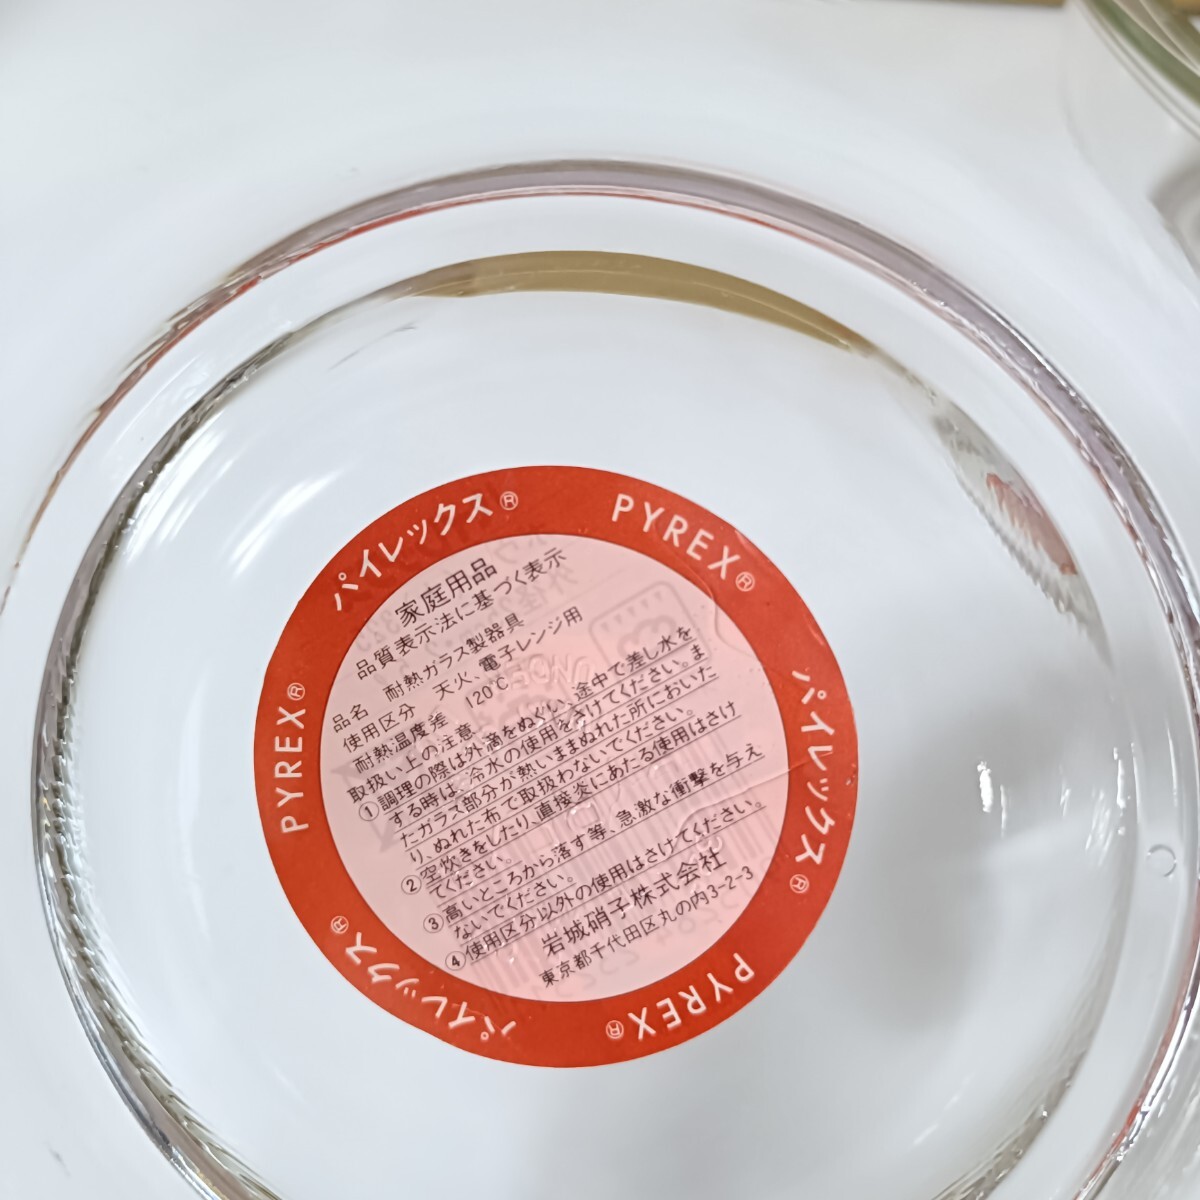 パイレックス®
PYREX®
パイレックス®
PYREX®
パイレックス®
PYREX®
家庭用品
品質表示法に基づく表示
品名 耐熱ガラス製器具
使用区分 天火・電子レンジ用
耐熱温度差 120℃
取扱い上の注意
①調理の際は外滴をぬぐい、途中で差し水を
する時は、冷水の使用をさけてください。ま
たガラス部分が熱いままぬれた所においた
り、ぬれた布で取扱わないでください。
②空炊きをしたり、直接炎にあたる使用はさけ
てください。
③高いところから落す等、急激な衝撃を与え
ないでください。
④使用区分以外の使用はさけてください。
岩城硝子株式会社
東京都千代田区丸の内3-2-3